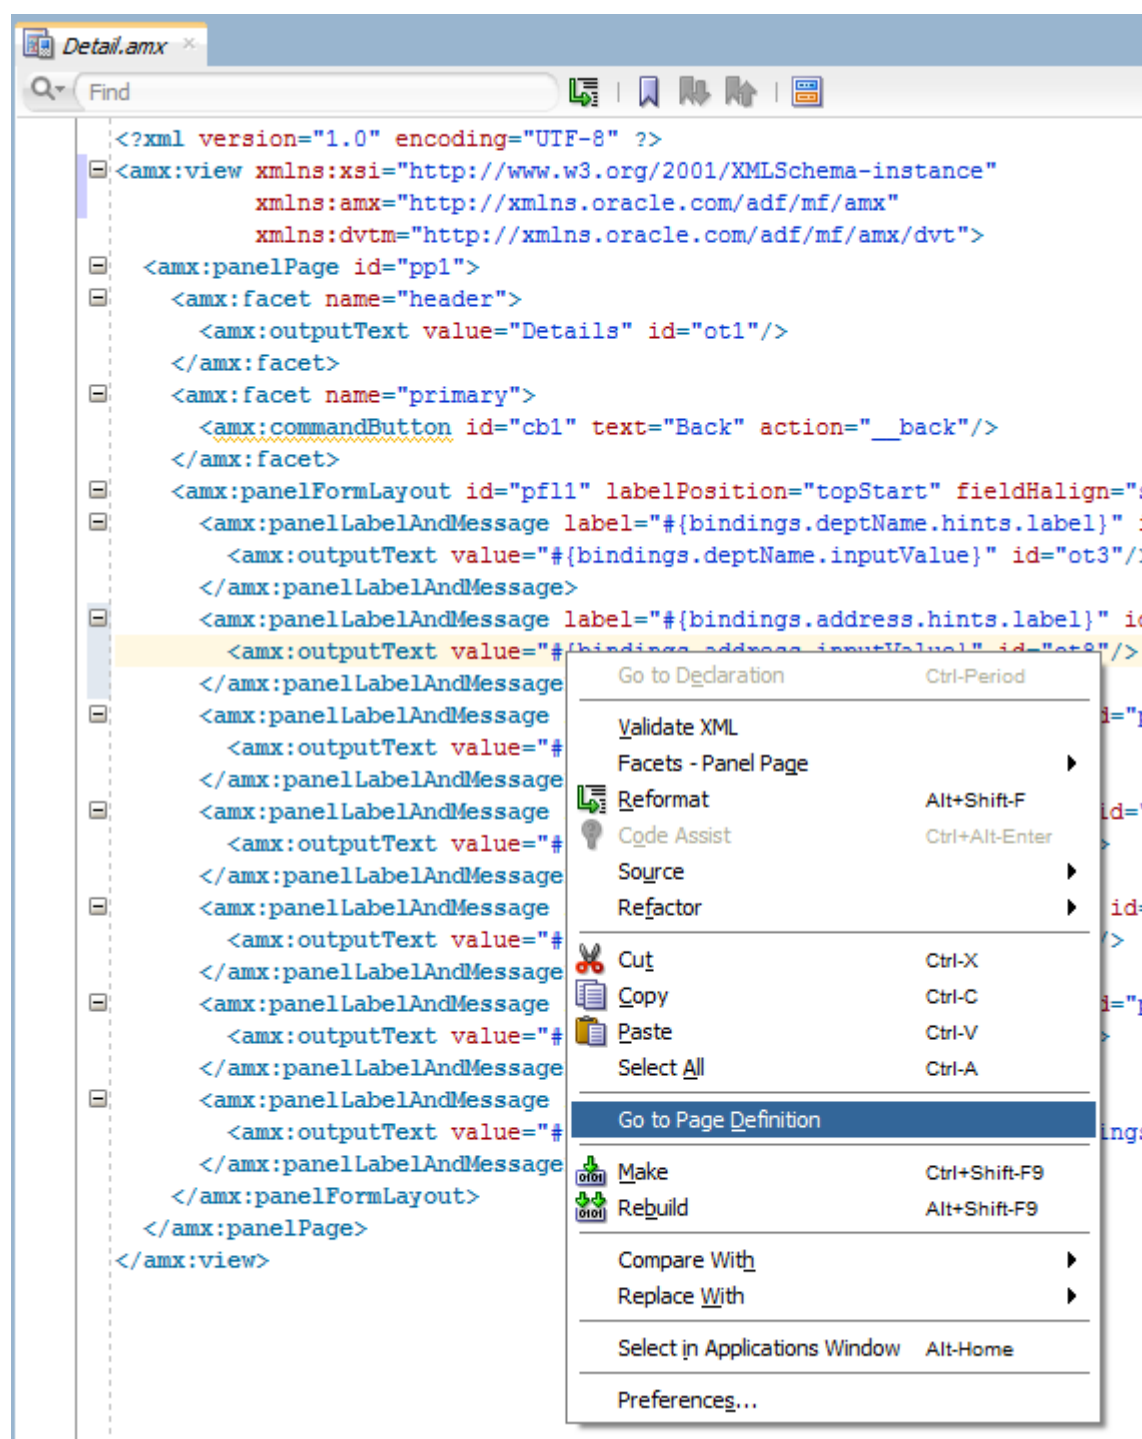 Detail.amx
Find
<?xml version="1.0" encoding="UTF-8" ?>
<amx:view xmlns:xsi="http://www.w3.org/2001/XMLSchema-instance"
xmlns:amx="http://xmlns.oracle.com/adf/mf/amx"
xmlns:dvtm="http://xmlns.oracle.com/adf/mf/amx/dvt">
<amx:panelPage id="pp1">
<amx:facet name="header">
<amx:outputText value="Details" id="ot1"/>
</amx:facet>
<amx:facet name="primary">
<amx:commandButton id="cb1" text="Back" action="__back"/>
</amx:facet>
<amx:panelFormLayout id="pfl1" labelPosition="topStart" fieldHalign="
<amx:panelLabelAndMessage label="#{bindings.deptName.hints.label}"
<amx:outputText value="#{bindings.deptName.inputValue}" id="ot3"/
</amx:panelLabelAndMessage>
<amx:panelLabelAndMessage label="#{bindings.address.hints.label}" id
<amx:outputText value="#{bindings.address.inputValue}" id="ot8"/>
</amx:panelLabelAndMessage
<amx:panelLabelAndMessage
<amx:outputText value="#
</amx:panelLabelAndMessage
<amx:panelLabelAndMessage id=
<amx:outputText value="#
</amx:panelLabelAndMessage
<amx:panelLabelAndMessage id=
<amx:outputText value="# />
</amx:panelLabelAndMessage
<amx:panelLabelAndMessage
<amx:outputText value="#
</amx:panelLabelAndMessage
<amx:panelLabelAndMessage
<amx:outputText value="# ings
</amx:panelLabelAndMessage
</amx:panelFormLayout>
</amx:panelPage>
</amx:view>
Go to Declaration Ctrl-Period
Validate XML
Facets - Panel Page
Reformat Alt+Shift-F
Code Assist Ctrl+Alt-Enter
Source
Refactor
Cut Ctrl-X
Copy Ctrl-C
Paste Ctrl-V
Select All Ctrl-A
Go to Page Definition
Make Ctrl+Shift-F9
Rebuild Alt+Shift-F9
Compare With
Replace With
Select in Applications Window Alt-Home
Preferences...